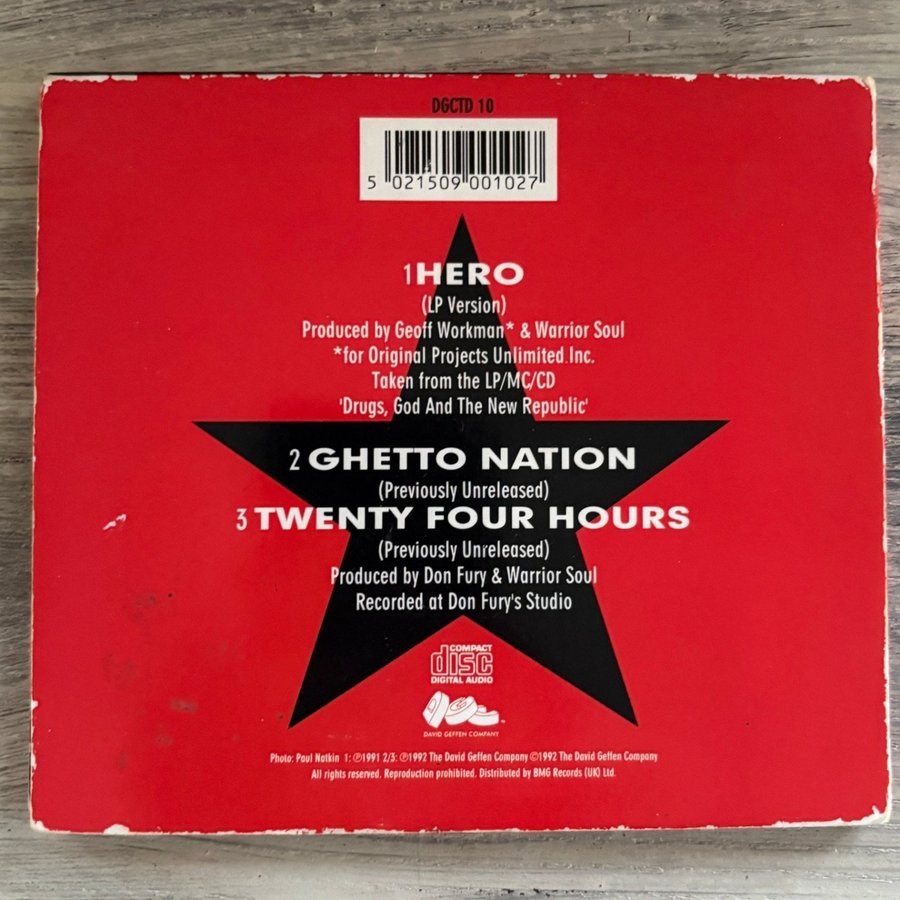 DGCTD 10
5 021509 001027
1 HERO
(LP Version)
Produced by Geoff Workman* & Warrior Soul
*for Original Projects Unlimited.Inc.
Taken from the LP/MC/CD
'Drugs, God And The New Republic'
2 GHETTO NATION
(Previously Unreleased)
3 TWENTY FOUR HOURS
(Previously Unreleased)
Produced by Don Fury & Warrior Soul
Recorded at Don Fury's Studio
COMPACT
disc
DIGITAL AUDIO
DAVID GEFFEN COMPANY
Photo: Paul Natkin 1: ℗1991 2/3: ℗1992 The David Geffen Company ©1992 The David Geffen Company
All rights reserved. Reproduction prohibited. Distributed by BMG Records (UK) Ltd.